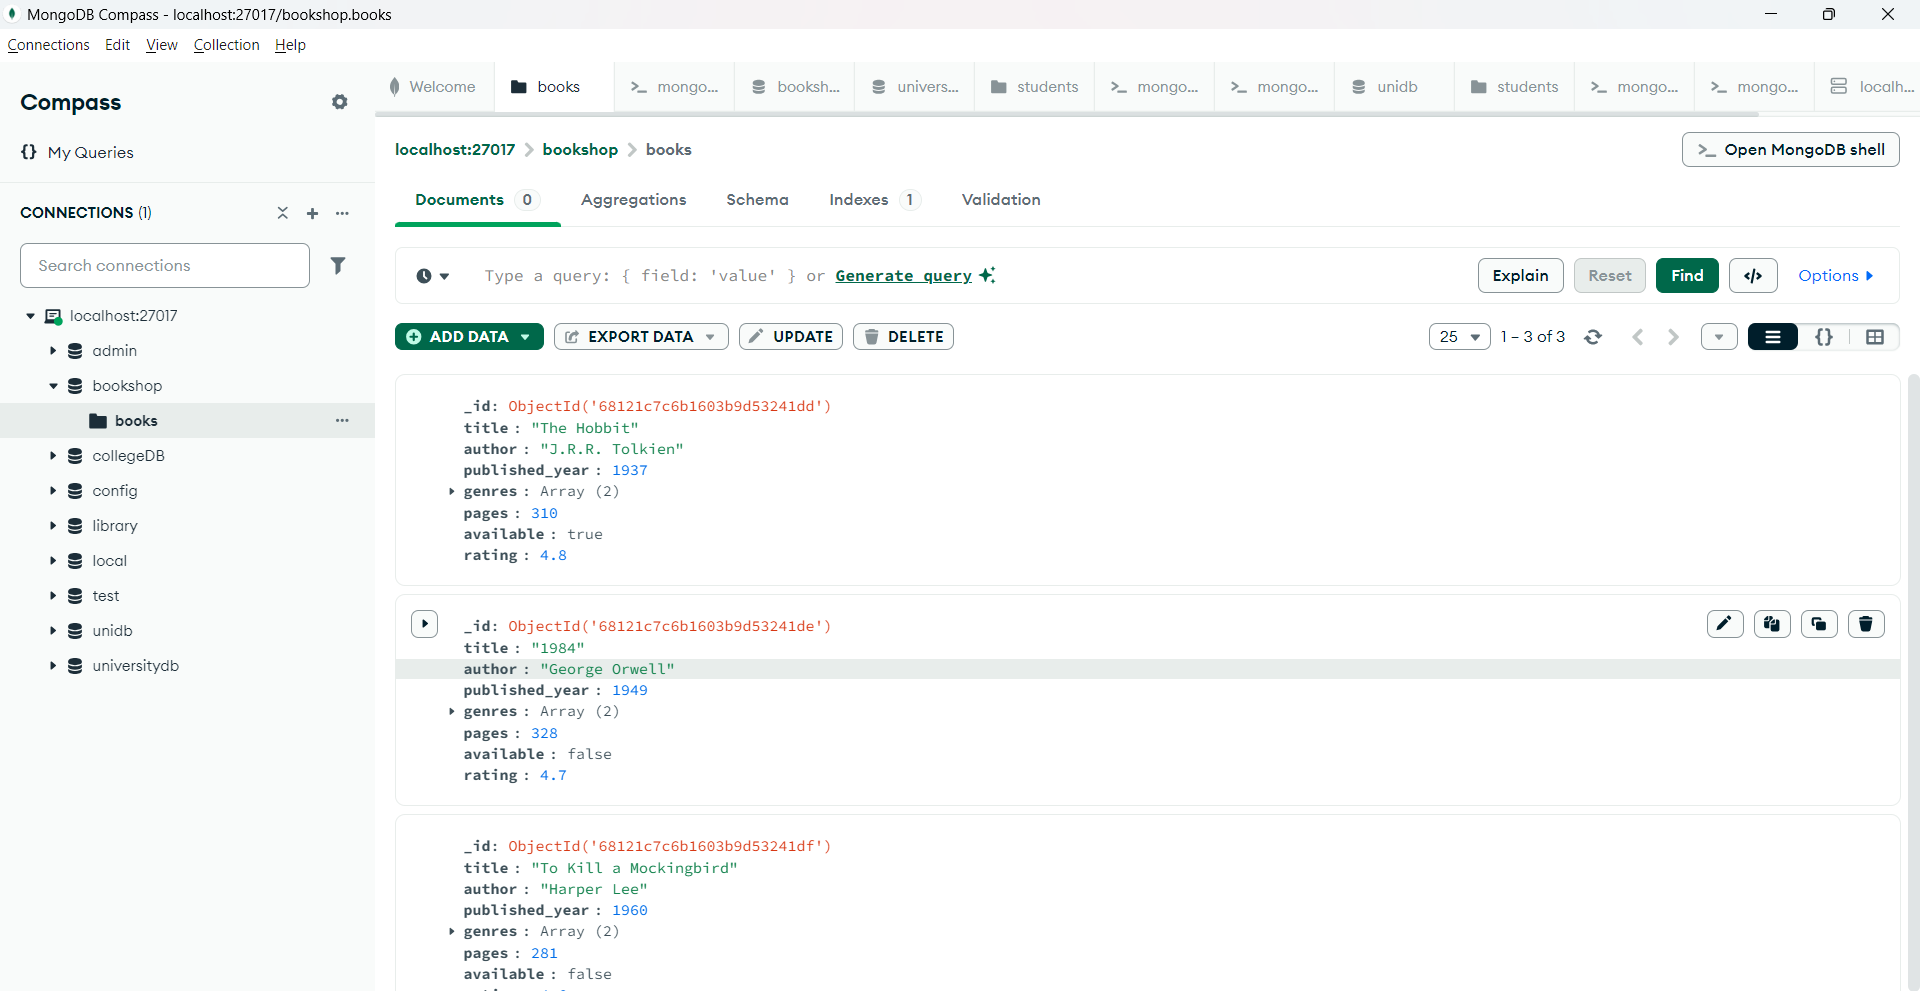 MongoDB Compass - localhost:27017/bookshop.books
Connections Edit View Collection Help
Compass
My Queries
CONNECTIONS (1)
Search connections
localhost:27017
admin
bookshop
books
collegeDB
config
library
local
test
unidb
universitydb
Welcome books mongo... booksh... univers... students mongo... mongo... unidb students mongo... mongo... localh...
localhost:27017 > bookshop > books
>_ Open MongoDB shell
Documents 0 Aggregations Schema Indexes 1 Validation
Type a query: { field: 'value' } or Generate query
Explain Reset Find </> Options
ADD DATA EXPORT DATA UPDATE DELETE
25 1 – 3 of 3 {}
_id: ObjectId('68121c7c6b1603b9d53241dd')
title : "The Hobbit"
author : "J.R.R. Tolkien"
published_year : 1937
genres : Array (2)
pages : 310
available : true
rating : 4.8
_id: ObjectId('68121c7c6b1603b9d53241de')
title : "1984"
author : "George Orwell"
published_year : 1949
genres : Array (2)
pages : 328
available : false
rating : 4.7
_id: ObjectId('68121c7c6b1603b9d53241df')
title : "To Kill a Mockingbird"
author : "Harper Lee"
published_year : 1960
genres : Array (2)
pages : 281
available : false